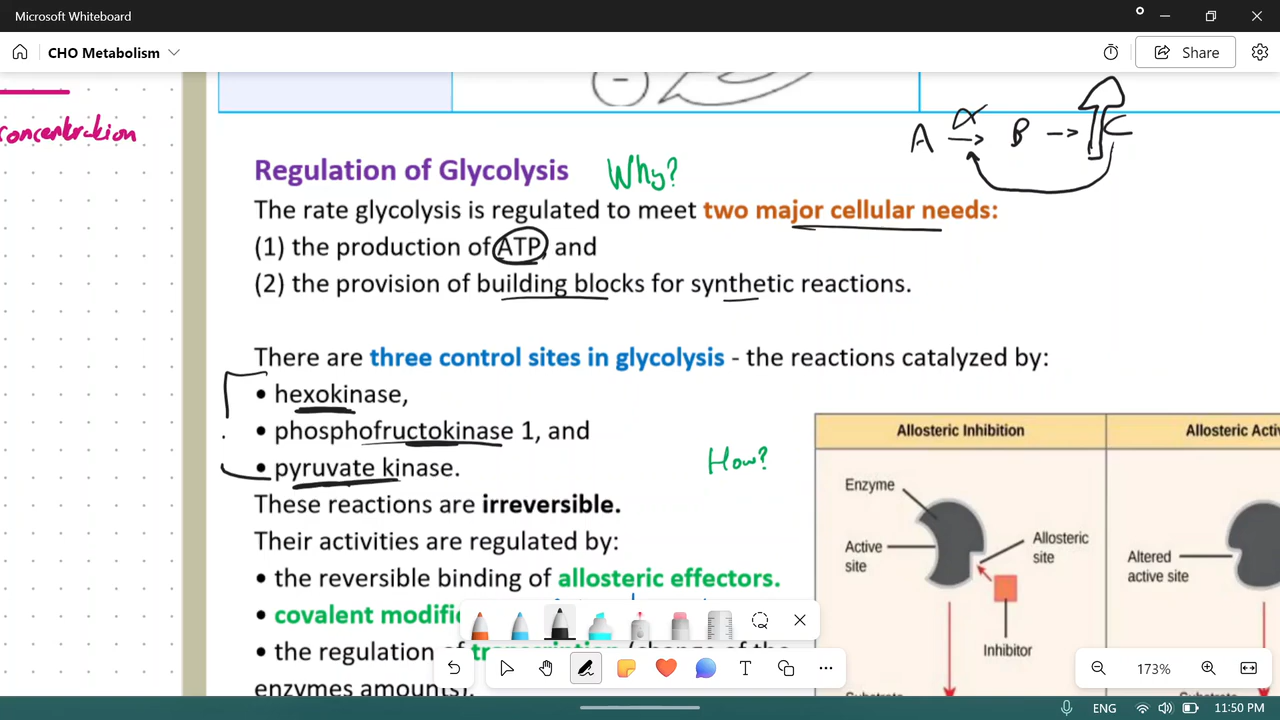 Microsoft Whiteboard
CHO Metabolism
Share
concentration
A α → B → C
Regulation of Glycolysis Why?
The rate glycolysis is regulated to meet two major cellular needs:
(1) the production of ATP, and
(2) the provision of building blocks for synthetic reactions.
There are three control sites in glycolysis - the reactions catalyzed by:
• hexokinase,
• phosphofructokinase 1, and
• pyruvate kinase.
How?
These reactions are irreversible.
Their activities are regulated by:
• the reversible binding of allosteric effectors.
• covalent
• the regulation of
enzymes amounts).
Allosteric Inhibition
Enzyme
Active
site
Allosteric
site
Inhibitor
Allosteric
Altered
active site
173%
ENG
11:50 PM